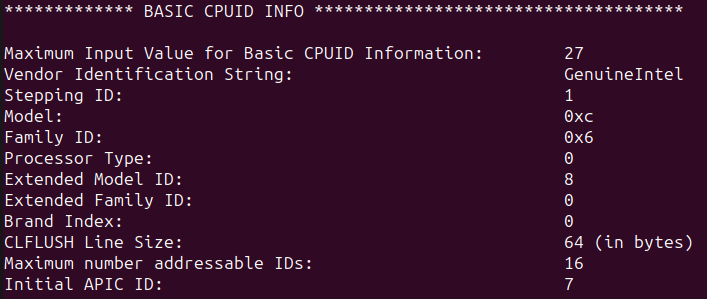 ************* BASIC CPUID INFO *************************************
Maximum Input Value for Basic CPUID Information: 27
Vendor Identification String: GenuineIntel
Stepping ID: 1
Model: 0xc
Family ID: 0x6
Processor Type: 0
Extended Model ID: 8
Extended Family ID: 0
Brand Index: 0
CLFLUSH Line Size: 64 (in bytes)
Maximum number addressable IDs: 16
Initial APIC ID: 7